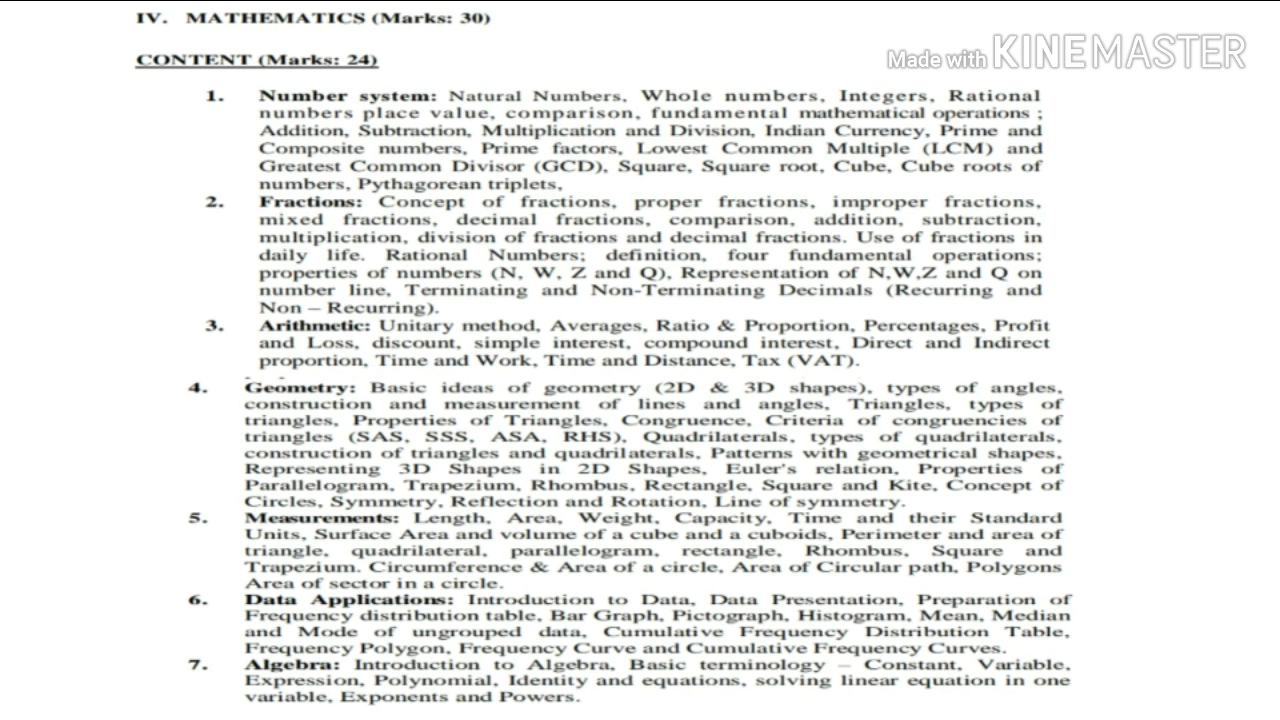 IV. MATHEMATICS (Marks: 30)
Made with KINEMASTER
CONTENT (Marks: 24)
1. Number system: Natural Numbers, Whole numbers, Integers, Rational
numbers place value, comparison, fundamental mathematical operations ;
Addition, Subtraction, Multiplication and Division, Indian Currency, Prime and
Composite numbers, Prime factors, Lowest Common Multiple (LCM) and
Greatest Common Divisor (GCD), Square, Square root, Cube, Cube roots of
numbers, Pythagorean triplets,
2. Fractions: Concept of fractions, proper fractions, improper fractions,
mixed fractions, decimal fractions, comparison, addition, subtraction,
multiplication, division of fractions and decimal fractions. Use of fractions in
daily life. Rational Numbers; definition, four fundamental operations;
properties of numbers (N, W, Z and Q), Representation of N,W,Z and Q on
number line, Terminating and Non-Terminating Decimals (Recurring and
Non – Recurring).
3. Arithmetic: Unitary method, Averages, Ratio & Proportion, Percentages, Profit
and Loss, discount, simple interest, compound interest, Direct and Indirect
proportion, Time and Work, Time and Distance, Tax (VAT).
4. Geometry: Basic ideas of geometry (2D & 3D shapes), types of angles,
construction and measurement of lines and angles, Triangles, types of
triangles, Properties of Triangles, Congruence, Criteria of congruencies of
triangles (SAS, SSS, ASA, RHS), Quadrilaterals, types of quadrilaterals,
construction of triangles and quadrilaterals, Patterns with geometrical shapes,
Representing 3D Shapes in 2D Shapes, Euler's relation, Properties of
Parallelogram, Trapezium, Rhombus, Rectangle, Square and Kite, Concept of
Circles, Symmetry, Reflection and Rotation, Line of symmetry.
5. Measurements: Length, Area, Weight, Capacity, Time and their Standard
Units, Surface Area and volume of a cube and a cuboids, Perimeter and area of
triangle, quadrilateral, parallelogram, rectangle, Rhombus, Square and
Trapezium. Circumference & Area of a circle, Area of Circular path, Polygons
Area of sector in a circle.
6. Data Applications: Introduction to Data, Data Presentation, Preparation of
Frequency distribution table, Bar Graph, Pictograph, Histogram, Mean, Median
and Mode of ungrouped data, Cumulative Frequency Distribution Table,
Frequency Polygon, Frequency Curve and Cumulative Frequency Curves.
7. Algebra: Introduction to Algebra, Basic terminology – Constant, Variable,
Expression, Polynomial, Identity and equations, solving linear equation in one
variable, Exponents and Powers.